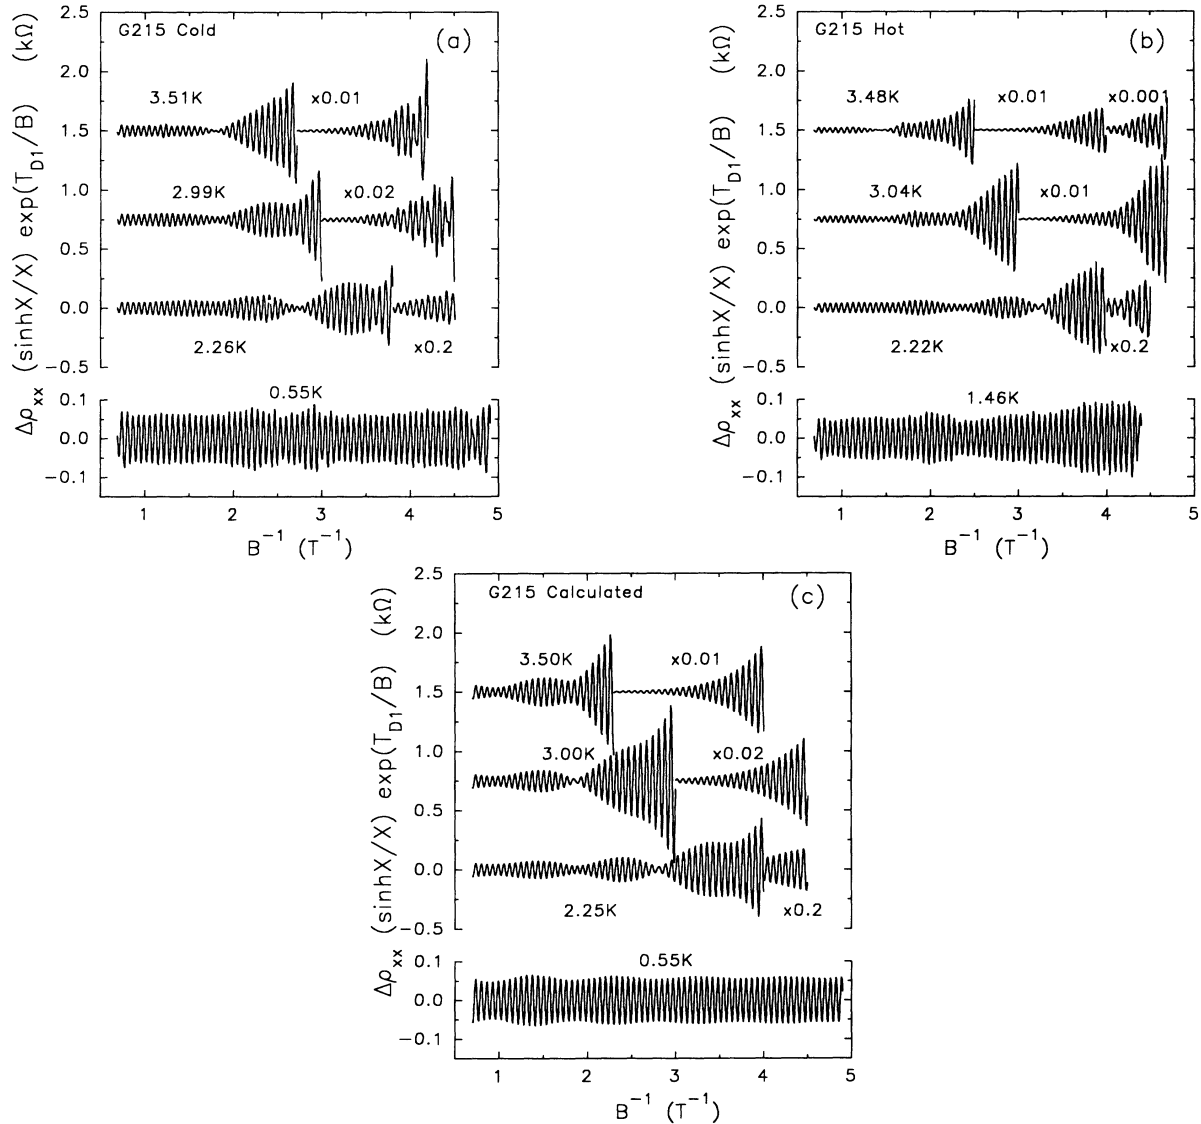 G215 Cold
(a)
2.5
2.0
1.5
1.0
0.5
0.0
−0.5
0.1
0.0
−0.1
Δρxx (sinhX/X) exp(TD1/B) (kΩ)
3.51K
x0.01
2.99K
x0.02
2.26K
x0.2
0.55K
1 2 3 4 5
B−1 (T−1)
G215 Hot
(b)
2.5
2.0
1.5
1.0
0.5
0.0
−0.5
0.1
0.0
−0.1
Δρxx (sinhX/X) exp(TD1/B) (kΩ)
3.48K
x0.01
x0.001
3.04K
x0.01
2.22K
x0.2
1.46K
1 2 3 4 5
B−1 (T−1)
G215 Calculated
(c)
2.5
2.0
1.5
1.0
0.5
0.0
−0.5
0.1
0.0
−0.1
Δρxx (sinhX/X) exp(TD1/B) (kΩ)
3.50K
x0.01
3.00K
x0.02
2.25K
x0.2
0.55K
1 2 3 4 5
B−1 (T−1)